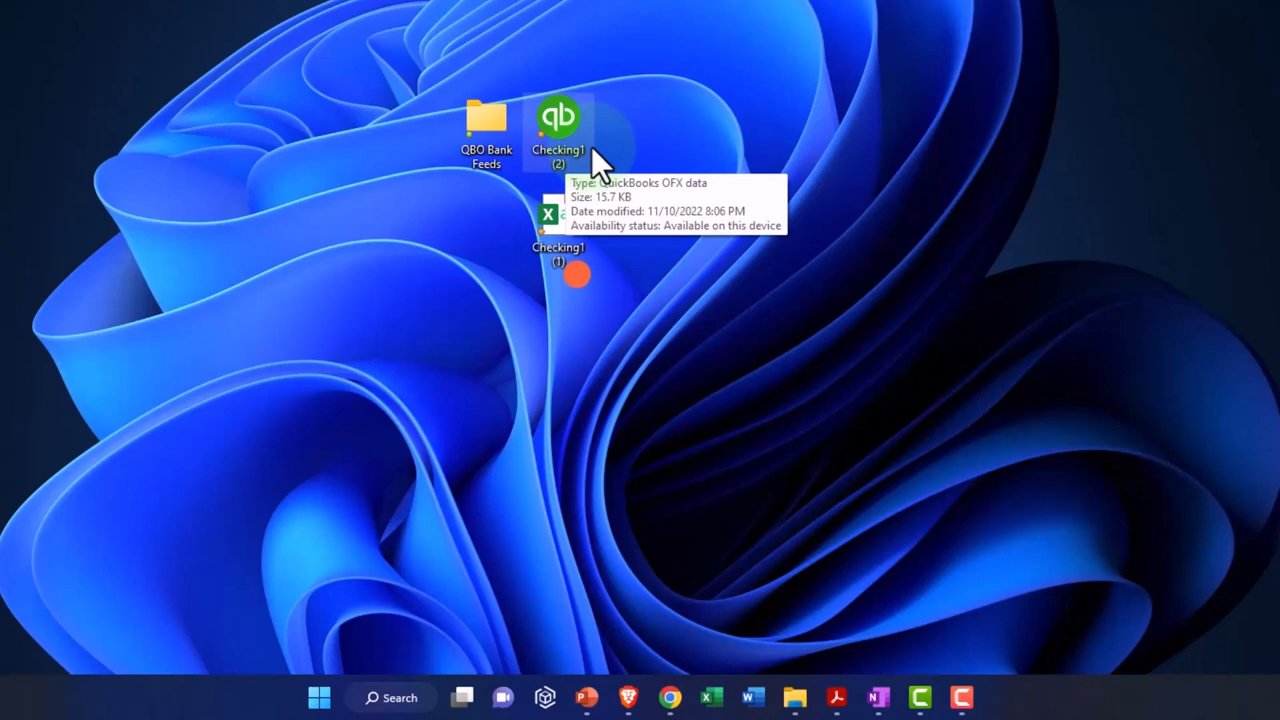 qb
QBO Bank
Feeds
Checking1
(2)
Type: QuickBooks OFX data
Size: 15.7 KB
Date modified: 11/10/2022 8:06 PM
Availability status: Available on this device
X
Checking1
(1)
Search